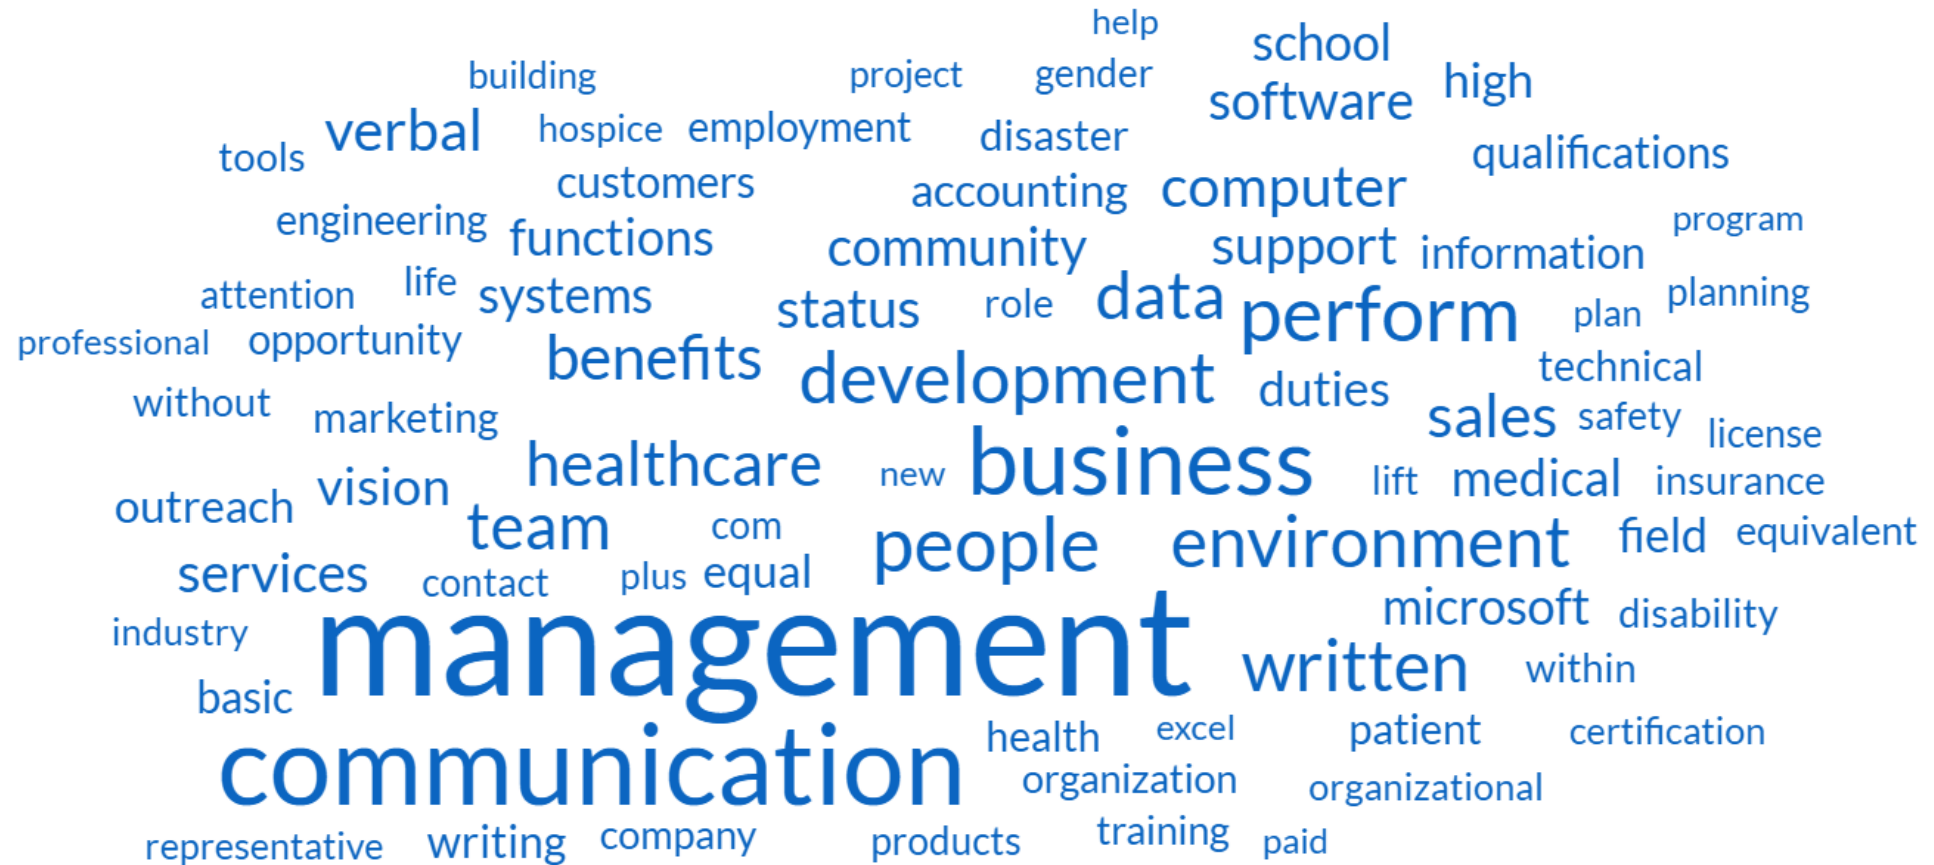 help
school
building project gender high
software
verbal hospice employment disaster
tools qualifications
customers accounting computer
engineering functions community support information program
attention life systems status role data perform plan planning
professional opportunity benefits development duties technical
without marketing sales safety license
healthcare new business lift medical insurance
outreach vision team com people environment field equivalent
services contact plus equal
industry management microsoft disability
basic written within
communication health excel patient certification
organization organizational
representative writing company products training paid